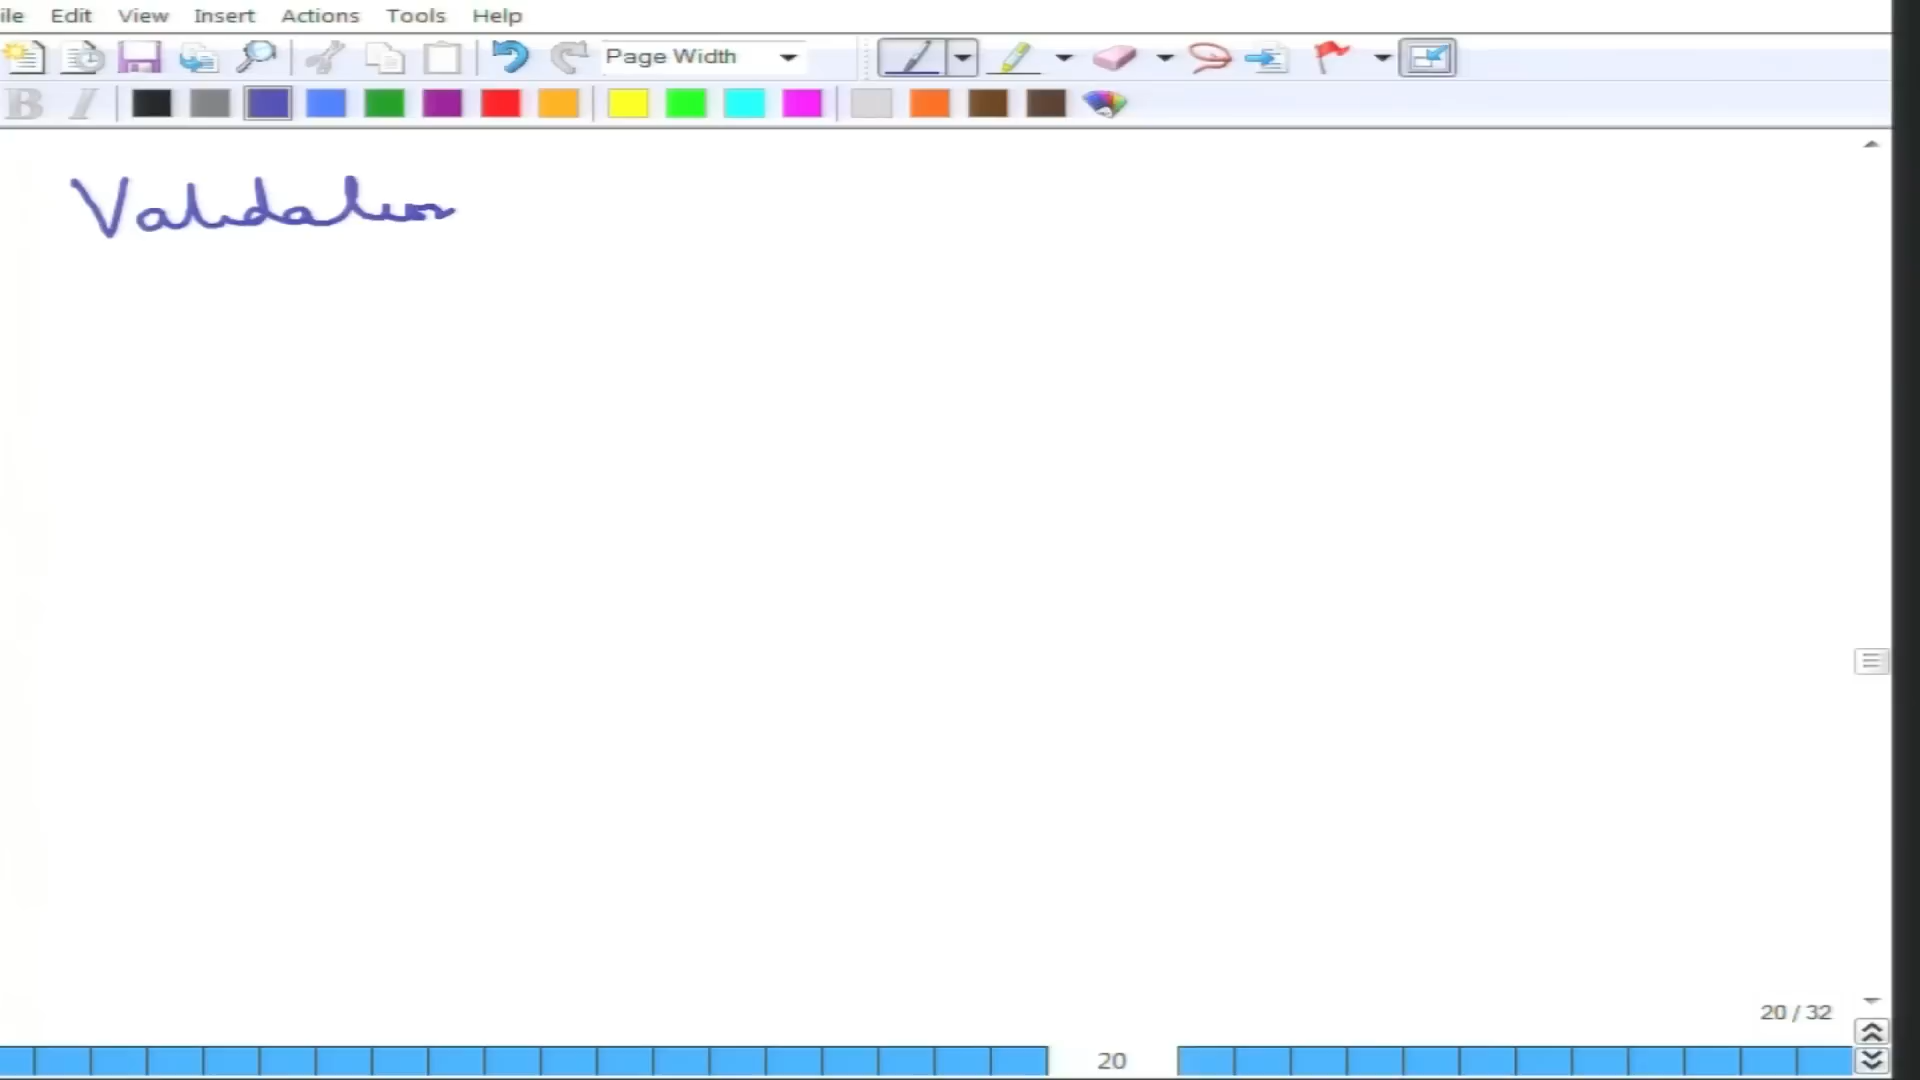 ile Edit View Insert Actions Tools Help
Page Width
B I
Validation
20 / 32
20